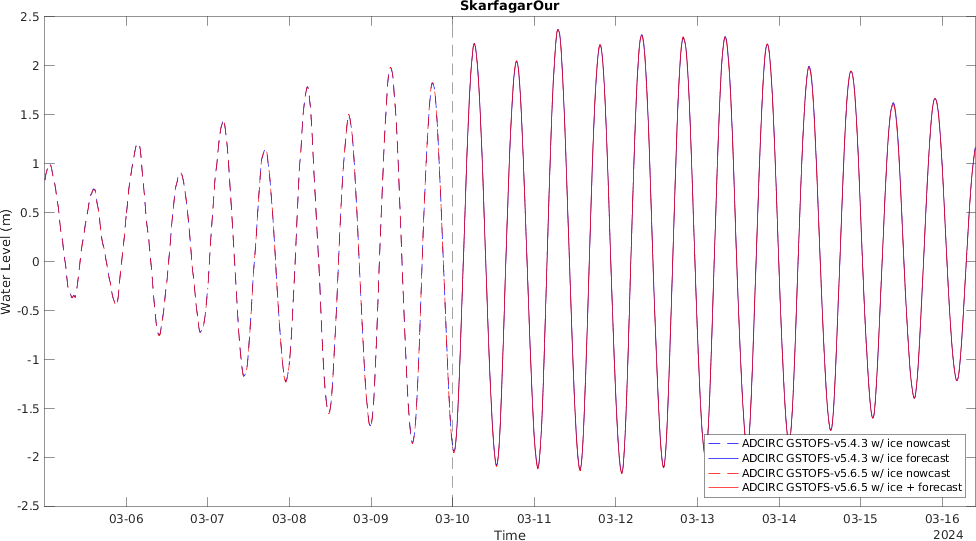 SkarfagarOur
2.5
2
1.5
1
0.5
0
-0.5
-1
-1.5
-2
-2.5
Water Level (m)
ADCIRC GSTOFS-v5.4.3 w/ ice nowcast
ADCIRC GSTOFS-v5.4.3 w/ ice forecast
ADCIRC GSTOFS-v5.6.5 w/ ice nowcast
ADCIRC GSTOFS-v5.6.5 w/ ice + forecast
03-06 03-07 03-08 03-09 03-10 03-11 03-12 03-13 03-14 03-15 03-16
Time
2024